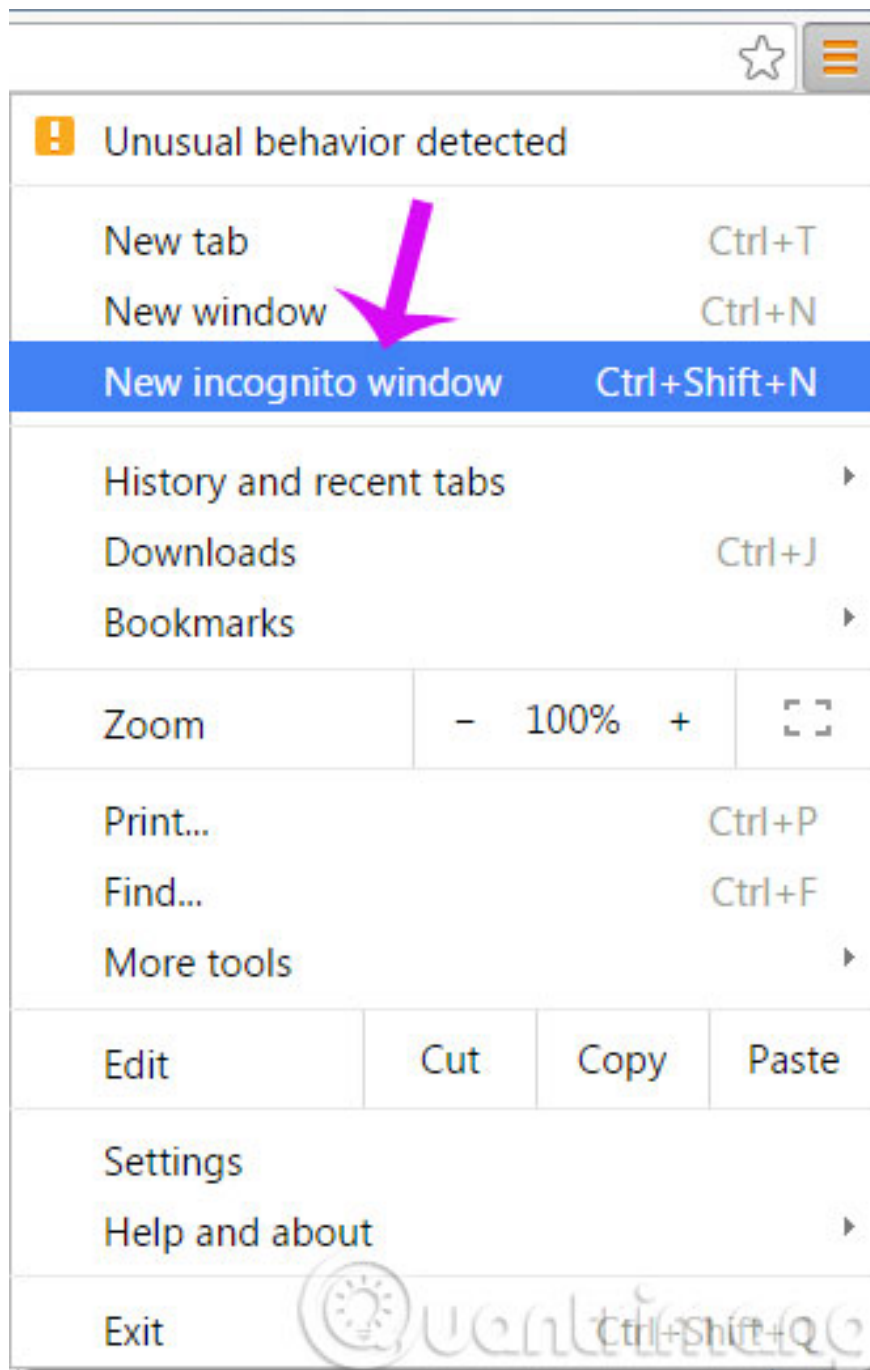 Unusual behavior detected
New tab Ctrl+T
New window Ctrl+N
New incognito window Ctrl+Shift+N
History and recent tabs
Downloads Ctrl+J
Bookmarks
Zoom - 100% +
Print... Ctrl+P
Find... Ctrl+F
More tools
Edit Cut Copy Paste
Settings
Help and about
Exit Ctrl+Shift+Q